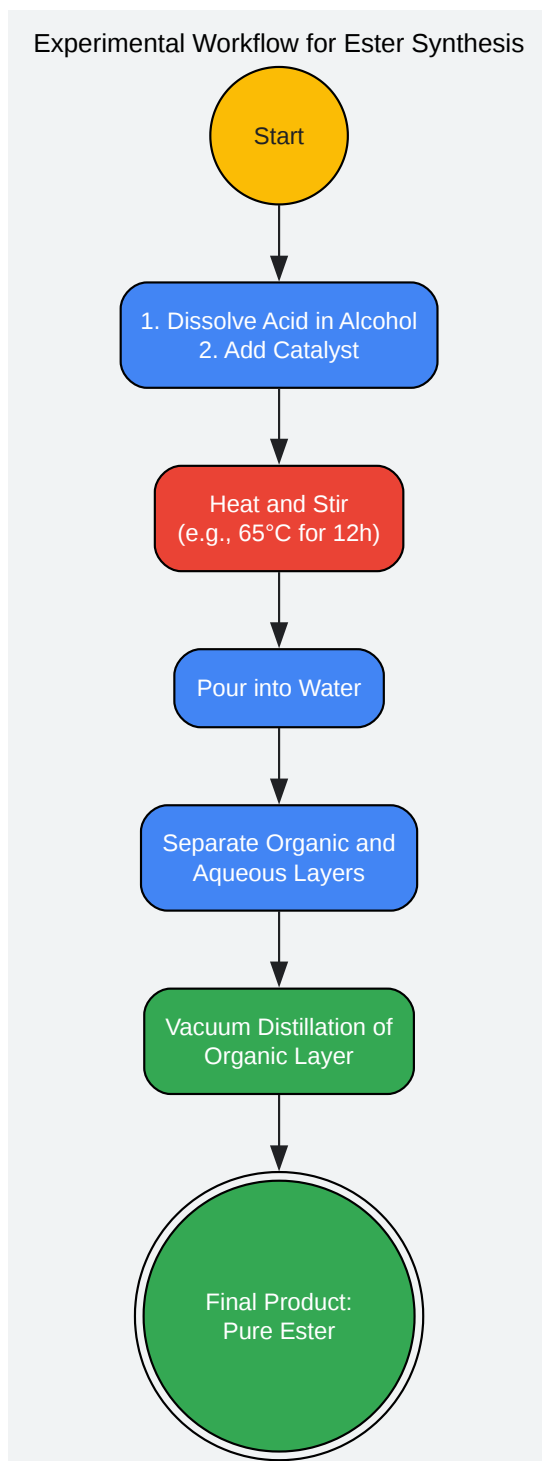 Experimental Workflow for Ester Synthesis
Start
1. Dissolve Acid in Alcohol
2. Add Catalyst
Heat and Stir
(e.g., 65°C for 12h)
Pour into Water
Separate Organic and
Aqueous Layers
Vacuum Distillation of
Organic Layer
Final Product:
Pure Ester